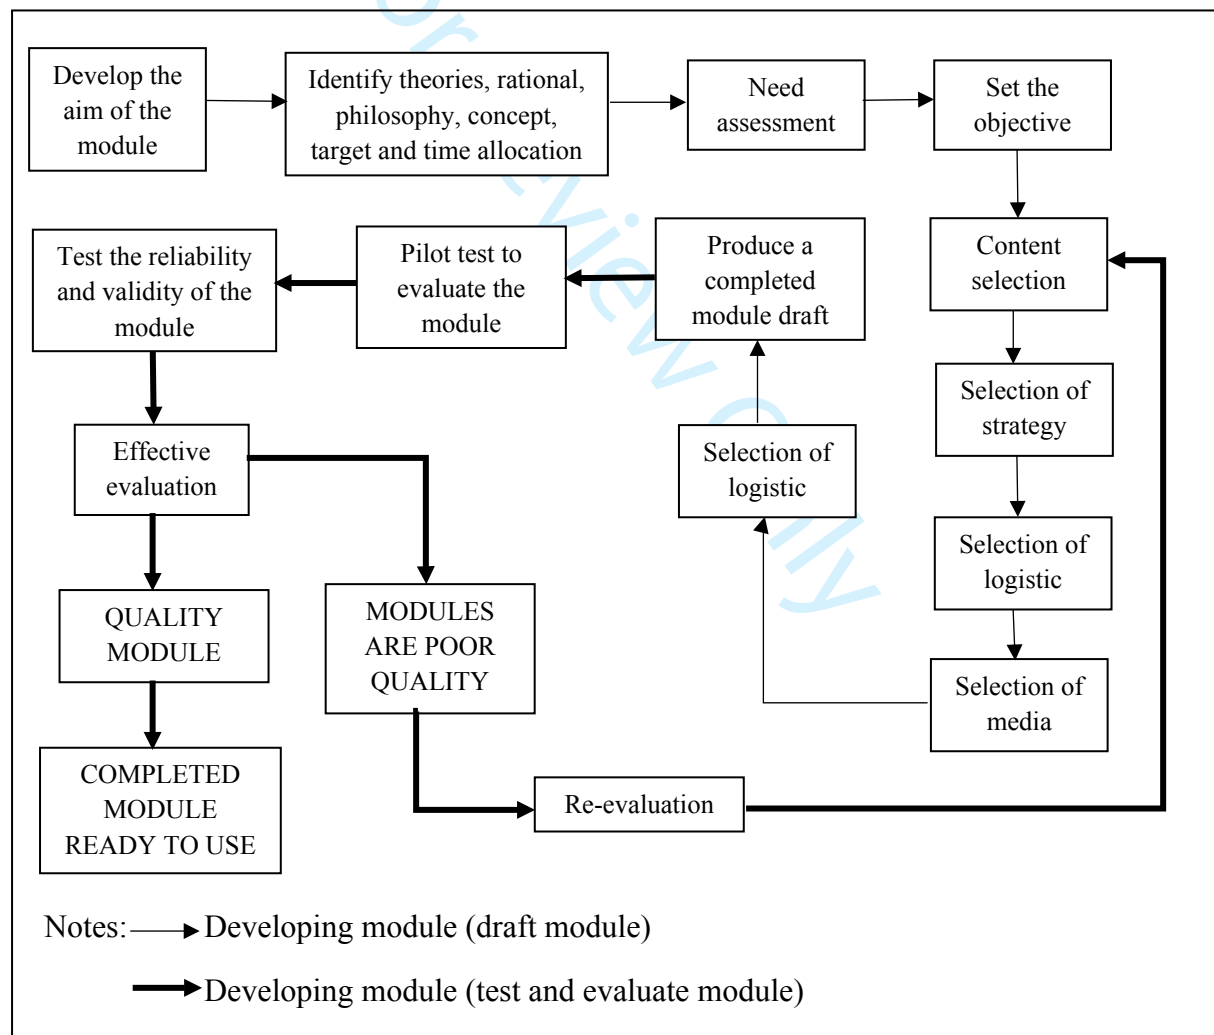 Develop the
aim of the
module
Identify theories, rational,
philosophy, concept,
target and time allocation
Need
assessment
Set the
objective
Content
selection
Selection of
strategy
Selection of
logistic
Selection of
media
Selection of
logistic
Produce a
completed
module draft
Pilot test to
evaluate the
module
Test the reliability
and validity of the
module
Effective
evaluation
QUALITY
MODULE
COMPLETED
MODULE
READY TO USE
MODULES
ARE POOR
QUALITY
Re-evaluation
Notes:
Developing module (draft module)
Developing module (test and evaluate module)